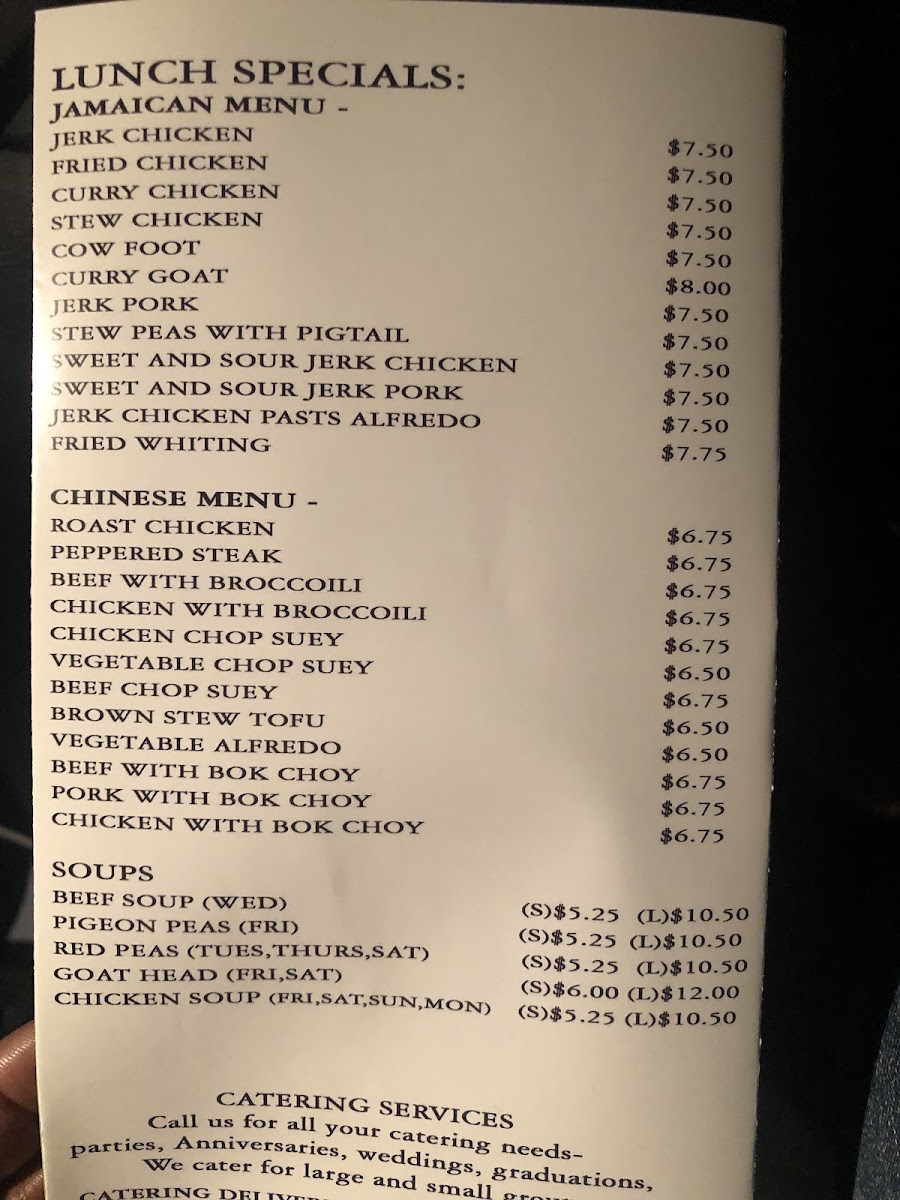 LUNCH SPECIALS:
JAMAICAN MENU -
JERK CHICKEN $7.50
FRIED CHICKEN $7.50
CURRY CHICKEN $7.50
STEW CHICKEN $7.50
COW FOOT $7.50
CURRY GOAT $8.00
JERK PORK $7.50
STEW PEAS WITH PIGTAIL $7.50
SWEET AND SOUR JERK CHICKEN $7.50
SWEET AND SOUR JERK PORK $7.50
JERK CHICKEN PASTS ALFREDO $7.50
FRIED WHITING $7.75
CHINESE MENU -
ROAST CHICKEN $6.75
PEPPERED STEAK $6.75
BEEF WITH BROCCOILI $6.75
CHICKEN WITH BROCCOILI $6.75
CHICKEN CHOP SUEY $6.75
VEGETABLE CHOP SUEY $6.50
BEEF CHOP SUEY $6.75
BROWN STEW TOFU $6.50
VEGETABLE ALFREDO $6.50
BEEF WITH BOK CHOY $6.75
PORK WITH BOK CHOY $6.75
CHICKEN WITH BOK CHOY $6.75
SOUPS
BEEF SOUP (WED) (S)$5.25 (L)$10.50
PIGEON PEAS (FRI) (S)$5.25 (L)$10.50
RED PEAS (TUES,THURS,SAT) (S)$5.25 (L)$10.50
GOAT HEAD (FRI,SAT) (S)$6.00 (L)$12.00
CHICKEN SOUP (FRI,SAT,SUN,MON) (S)$5.25 (L)$10.50
CATERING SERVICES
Call us for all your catering needs-
parties, Anniversaries, weddings, graduations,
We cater for large and small
CATERING